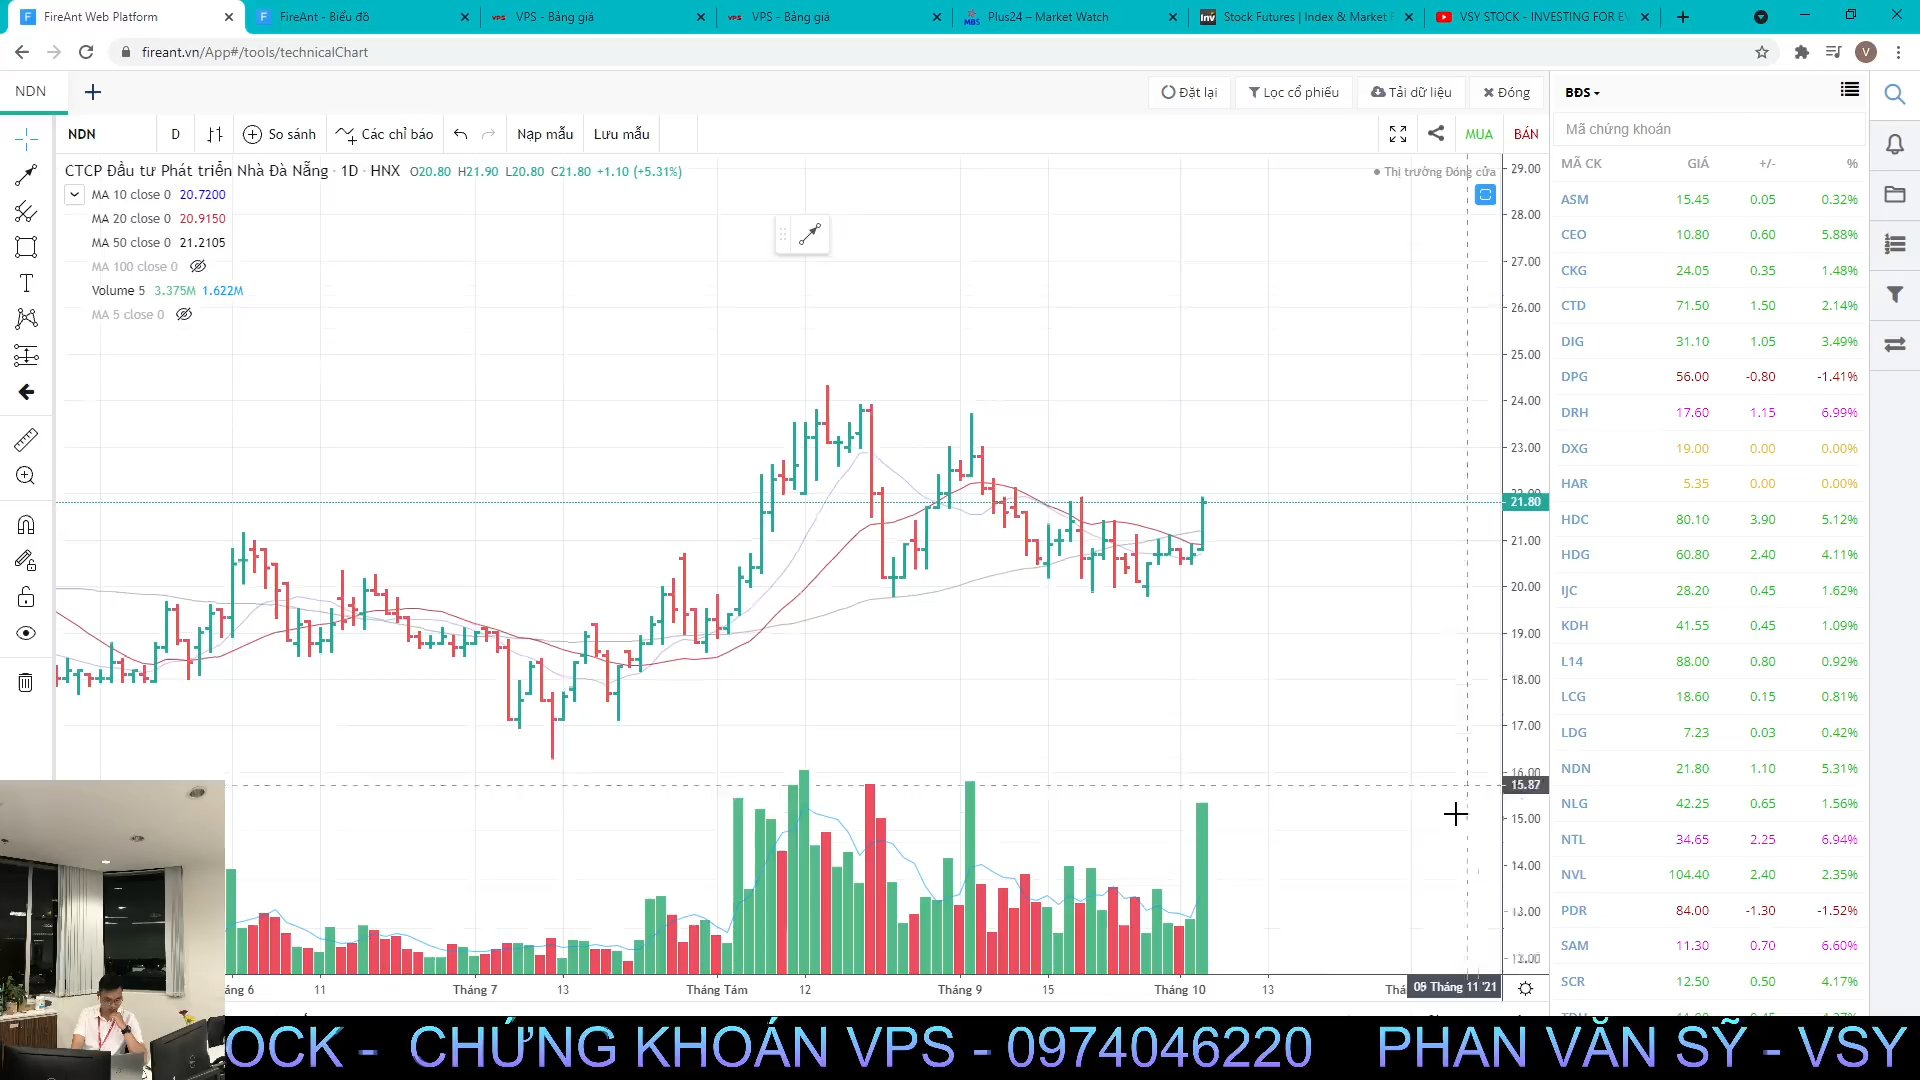 FireAnt Web Platform
FireAnt - Biểu đồ
VPS - Bảng giá
VPS - Bảng giá
Plus24 – Market Watch
Stock Futures | Index & Market F
VSY STOCK - INVESTING FOR EV
fireant.vn/App#/tools/technicalChart
V
NDN
Đặt lại
Lọc cổ phiếu
Tải dữ liệu
Đóng
BĐS
NDN
D
So sánh
Các chỉ báo
Nạp mẫu
Lưu mẫu
MUA
BÁN
Mã chứng khoán
CTCP Đầu tư Phát triển Nhà Đà Nẵng · 1D · HNX O20.80 H21.90 L20.80 C21.80 +1.10 (+5.31%)
Thị trường Đóng cửa
MA 10 close 0 20.7200
MA 20 close 0 20.9150
MA 50 close 0 21.2105
MA 100 close 0
Volume 5 3.375M 1.622M
MA 5 close 0
29.00
28.00
27.00
26.00
25.00
24.00
23.00
22.00
21.80
21.00
20.00
19.00
18.00
17.00
16.00
15.87
15.00
14.00
13.00
MÃ CK GIÁ +/- %
ASM 15.45 0.05 0.32%
CEO 10.80 0.60 5.88%
CKG 24.05 0.35 1.48%
CTD 71.50 1.50 2.14%
DIG 31.10 1.05 3.49%
DPG 56.00 -0.80 -1.41%
DRH 17.60 1.15 6.99%
DXG 19.00 0.00 0.00%
HAR 5.35 0.00 0.00%
HDC 80.10 3.90 5.12%
HDG 60.80 2.40 4.11%
IJC 28.20 0.45 1.62%
KDH 41.55 0.45 1.09%
L14 88.00 0.80 0.92%
LCG 18.60 0.15 0.81%
LDG 7.23 0.03 0.42%
NDN 21.80 1.10 5.31%
NLG 42.25 0.65 1.56%
NTL 34.65 2.25 6.94%
NVL 104.40 2.40 2.35%
PDR 84.00 -1.30 -1.52%
SAM 11.30 0.70 6.60%
SCR 12.50 0.50 4.17%
áng 6 11 Tháng 7 13 Tháng Tám 12 Tháng 9 15 Tháng 10 13 Thá
Tháng 11 '21
OCK - CHỨNG KHOÁN VPS - 0974046220 PHAN VĂN SỸ - VSY